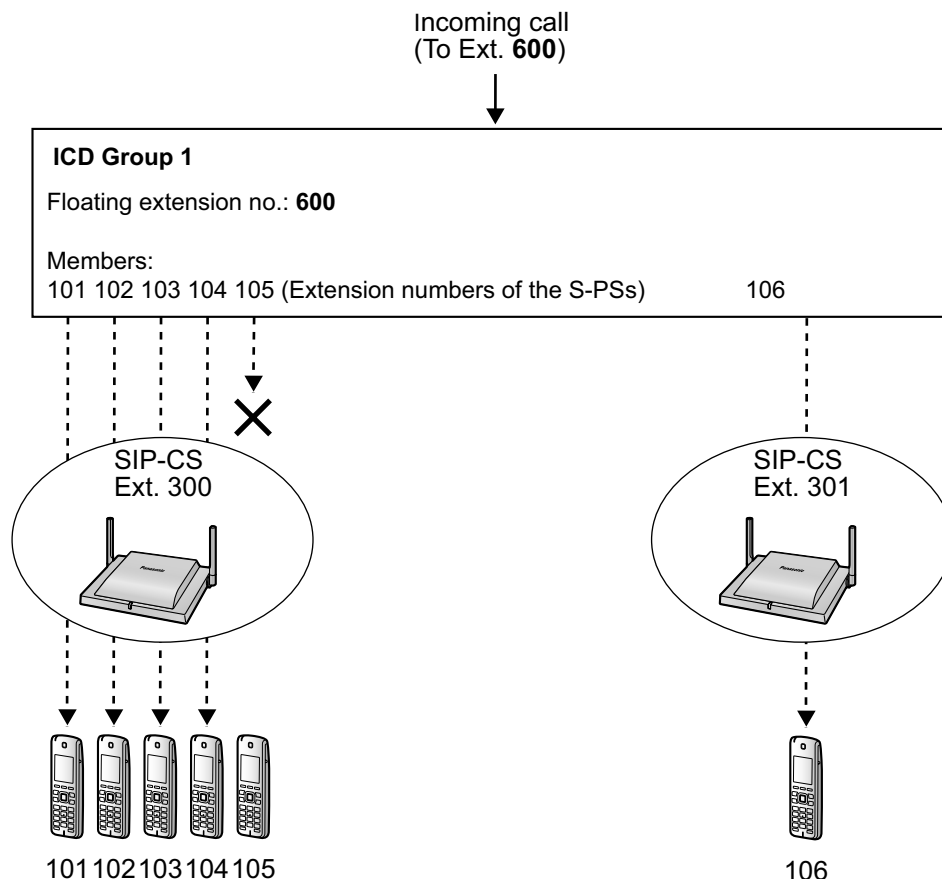 Incoming call
(To Ext. 600)
ICD Group 1
Floating extension no.: 600
Members:
101 102 103 104 105 (Extension numbers of the S-PSs) 106
SIP-CS
Ext. 300
SIP-CS
Ext. 301
Panasonic
Panasonic
101 102 103 104 105
106